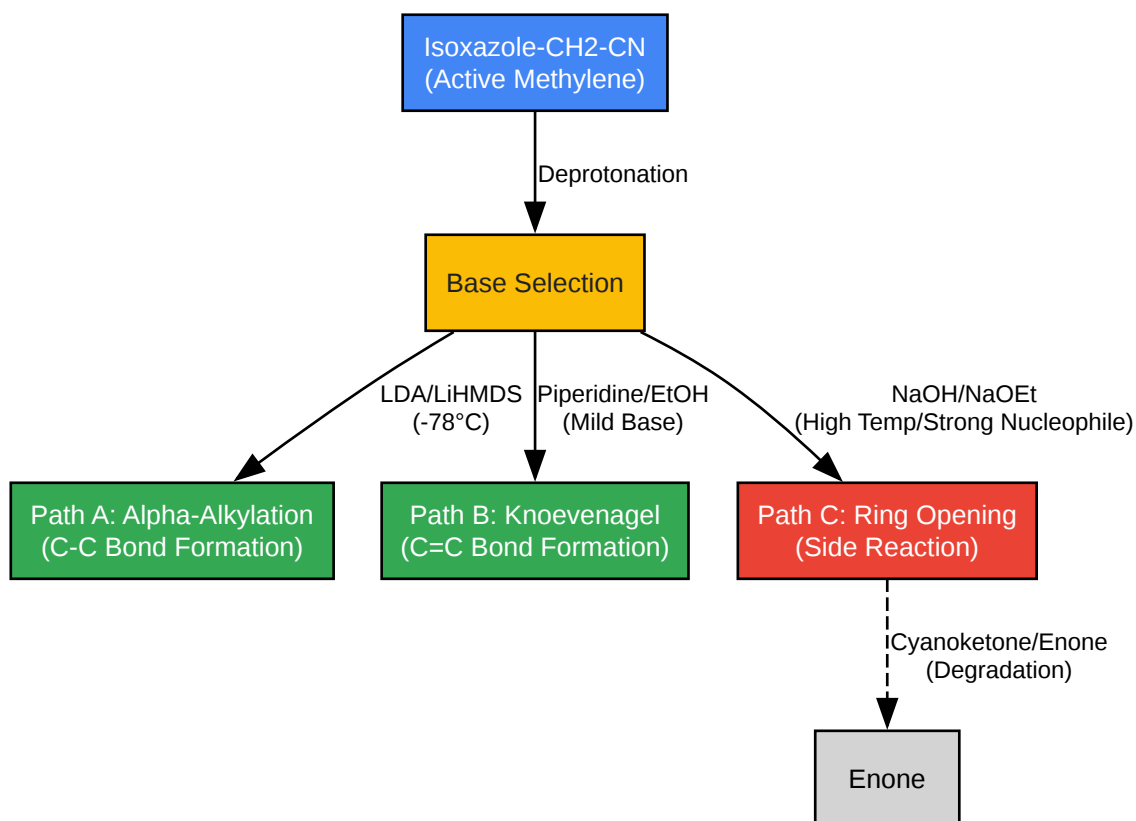 Isoxazole-CH2-CN
(Active Methylene)
Deprotonation
Base Selection
LDA/LiHMDS
(-78°C)
Piperidine/EtOH
(Mild Base)
NaOH/NaOEt
(High Temp/Strong Nucleophile)
Path A: Alpha-Alkylation
(C-C Bond Formation)
Path B: Knoevenagel
(C=C Bond Formation)
Path C: Ring Opening
(Side Reaction)
Cyanoketone/Enone
(Degradation)
Enone